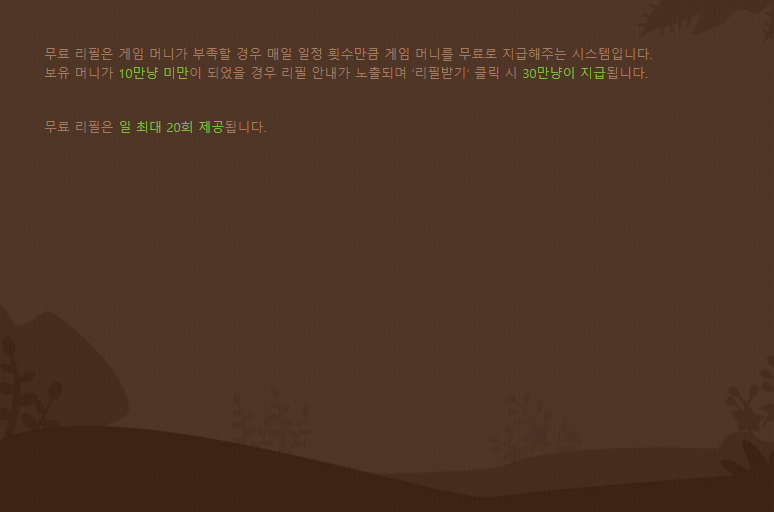 무료 리필은 게임 머니가 부족할 경우 매일 일정 횟수만큼 게임 머니를 무료로 지급해주는 시스템입니다.
보유 머니가 10만냥 미만이 되었을 경우 리필 안내가 노출되며 '리필받기' 클릭 시 30만냥이 지급됩니다.
무료 리필은 일 최대 20회 제공됩니다.